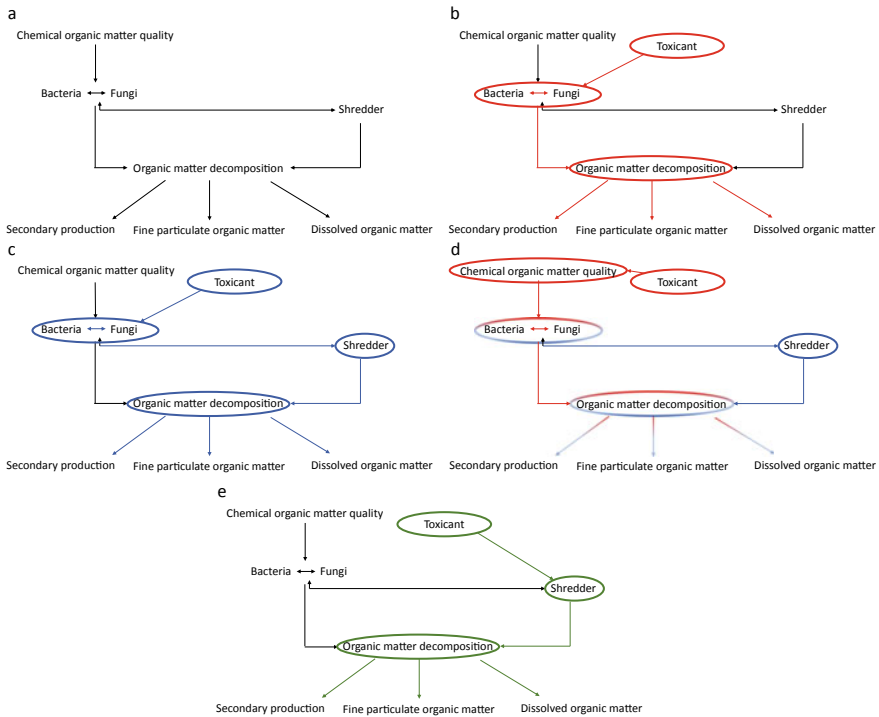 a
Chemical organic matter quality
Bacteria Fungi
Shredder
Organic matter decomposition
Secondary production Fine particulate organic matter Dissolved organic matter
b
Chemical organic matter quality Toxicant
Bacteria Fungi
Shredder
Organic matter decomposition
Secondary production Fine particulate organic matter Dissolved organic matter
c
Chemical organic matter quality Toxicant
Bacteria Fungi
Shredder
Organic matter decomposition
Secondary production Fine particulate organic matter Dissolved organic matter
d
Chemical organic matter quality Toxicant
Bacteria Fungi
Shredder
Organic matter decomposition
Secondary production Fine particulate organic matter Dissolved organic matter
e
Chemical organic matter quality Toxicant
Bacteria Fungi
Shredder
Organic matter decomposition
Secondary production Fine particulate organic matter Dissolved organic matter